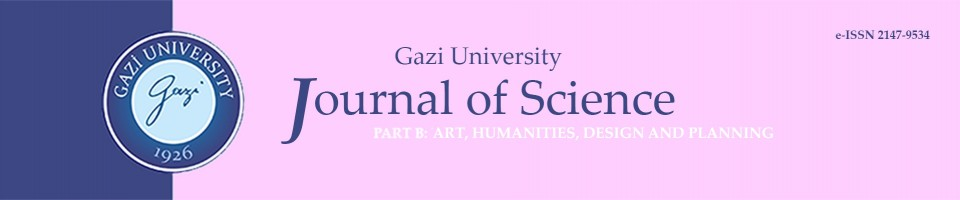 e-ISSN 2147-9534
GAZİ UNIVERSITY
Gazi
1926
Gazi University
Journal of Science
PART B: ART, HUMANITIES, DESIGN AND PLANNING